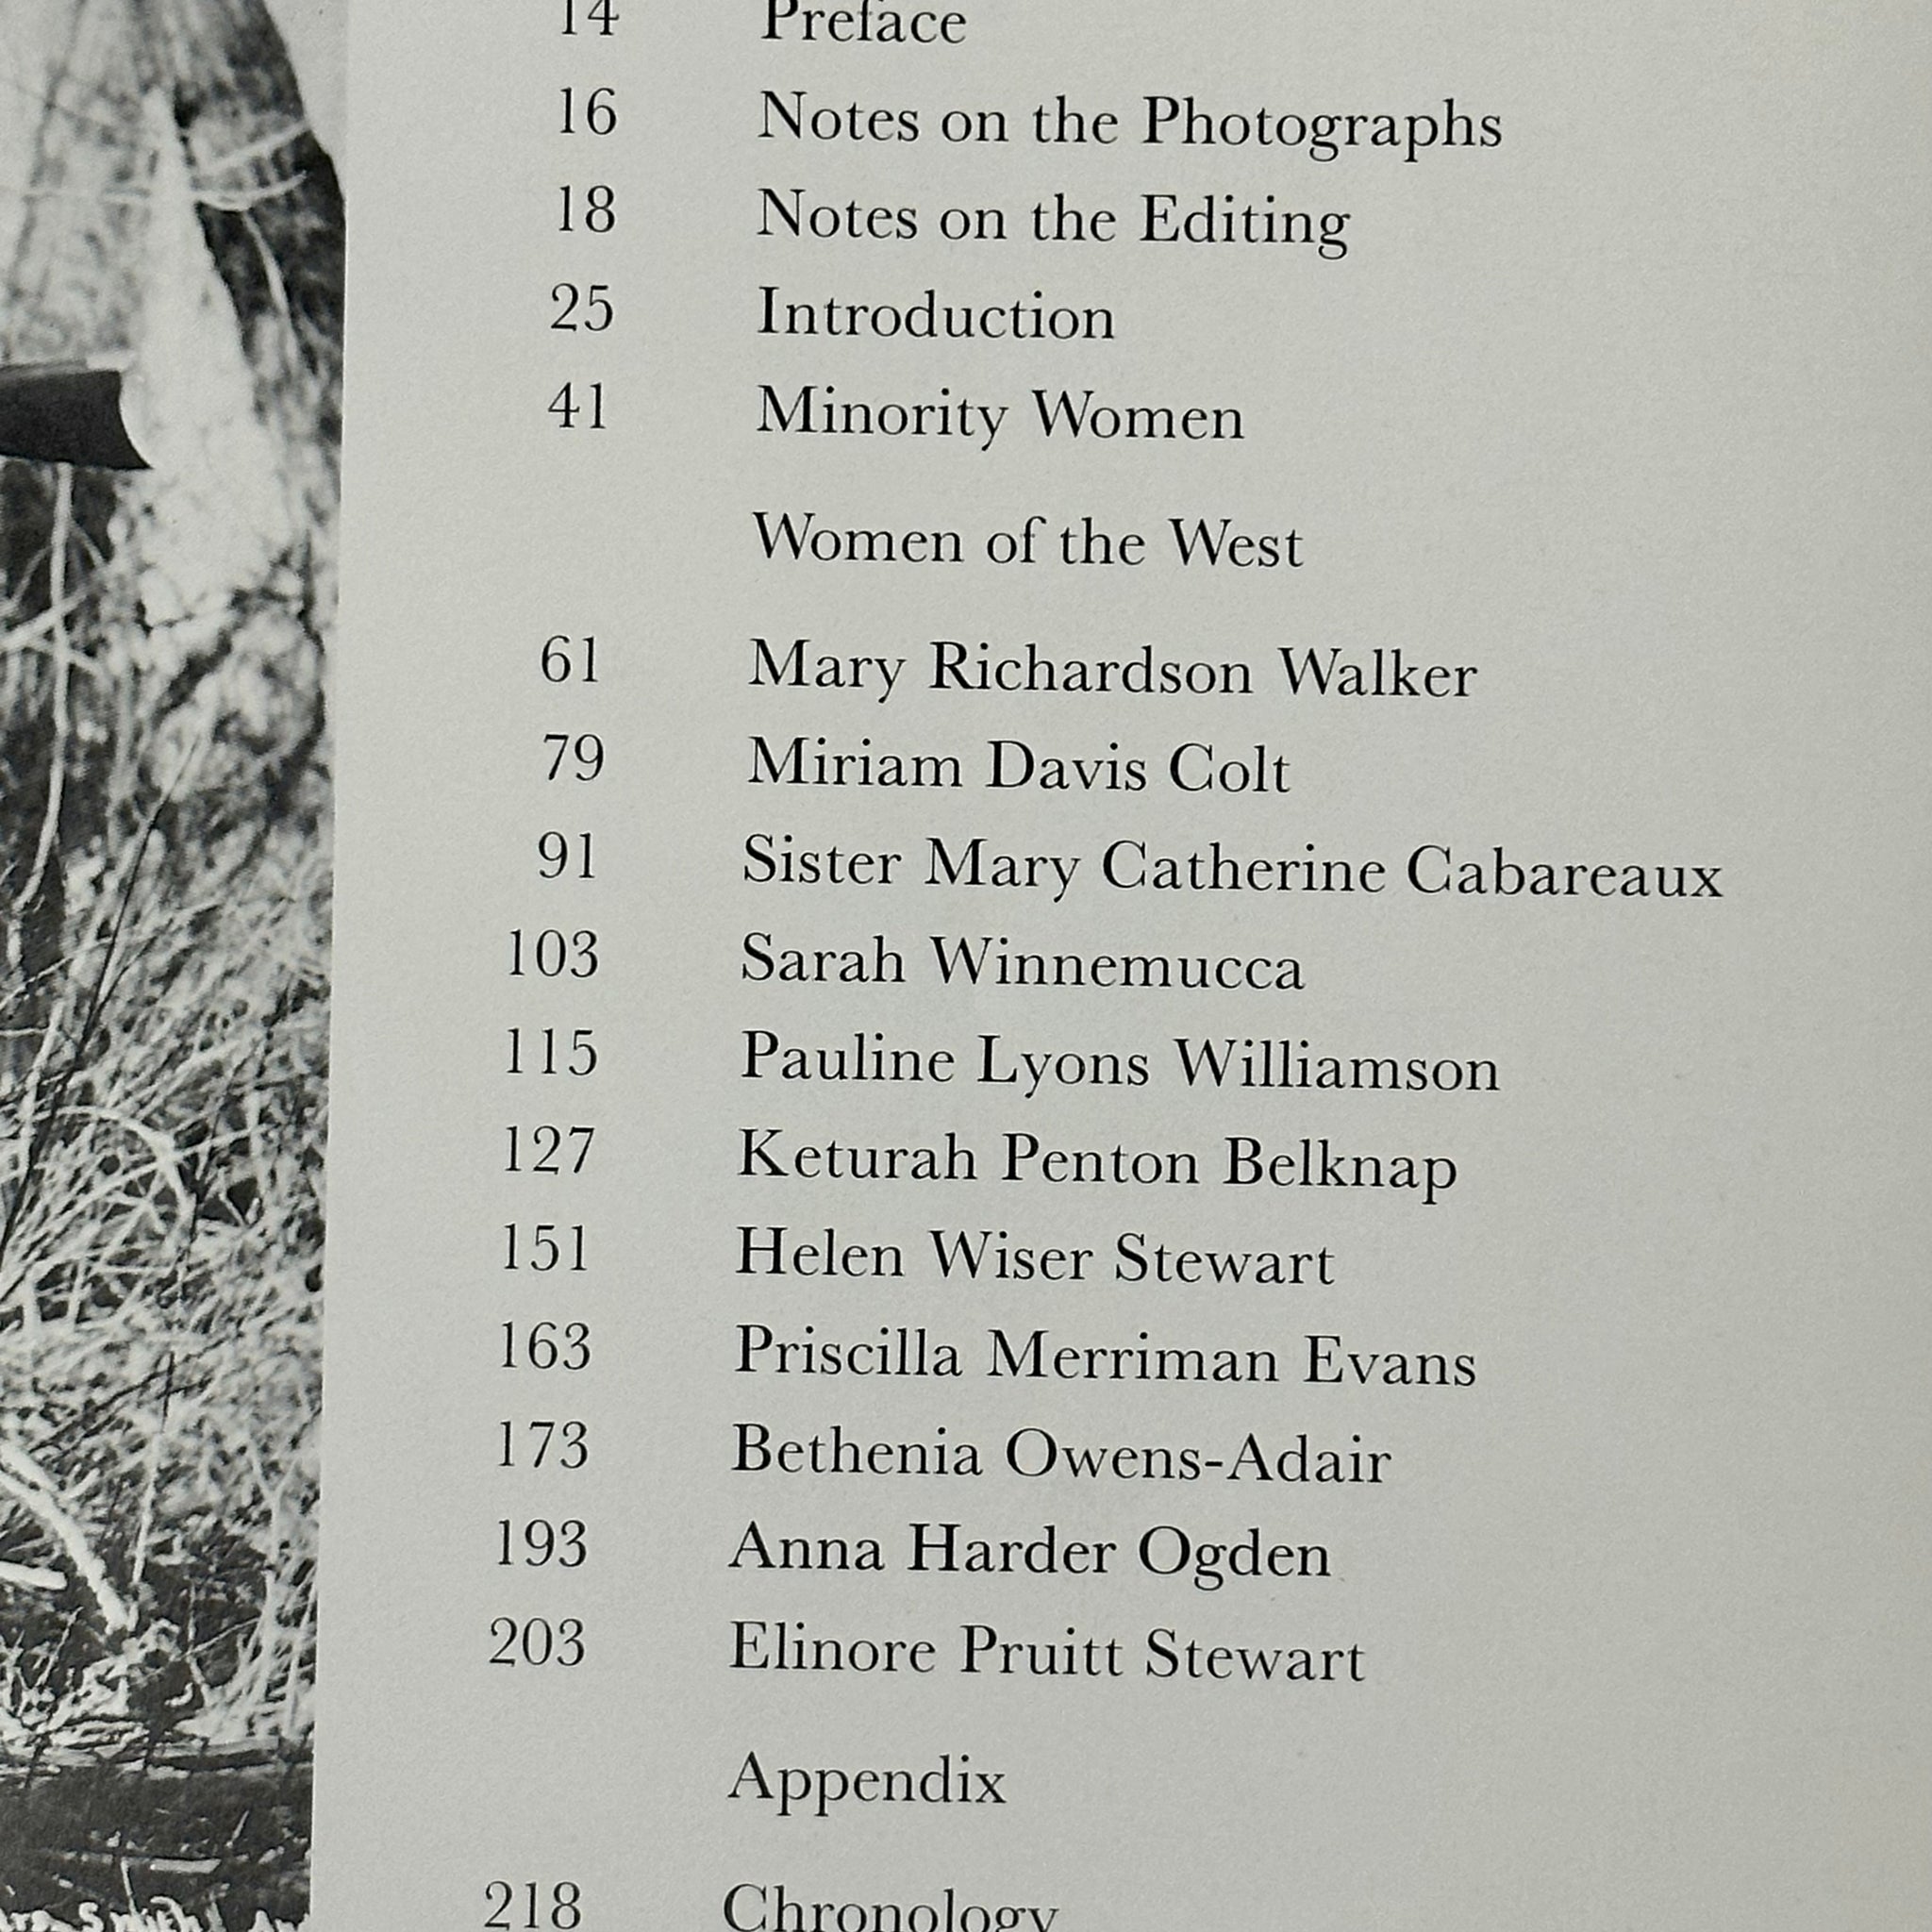 14 Preface
16 Notes on the Photographs
18 Notes on the Editing
25 Introduction
41 Minority Women
Women of the West
61 Mary Richardson Walker
79 Miriam Davis Colt
91 Sister Mary Catherine Cabareaux
103 Sarah Winnemucca
115 Pauline Lyons Williamson
127 Keturah Penton Belknap
151 Helen Wiser Stewart
163 Priscilla Merriman Evans
173 Bethenia Owens-Adair
193 Anna Harder Ogden
203 Elinore Pruitt Stewart
Appendix
218 Chronology